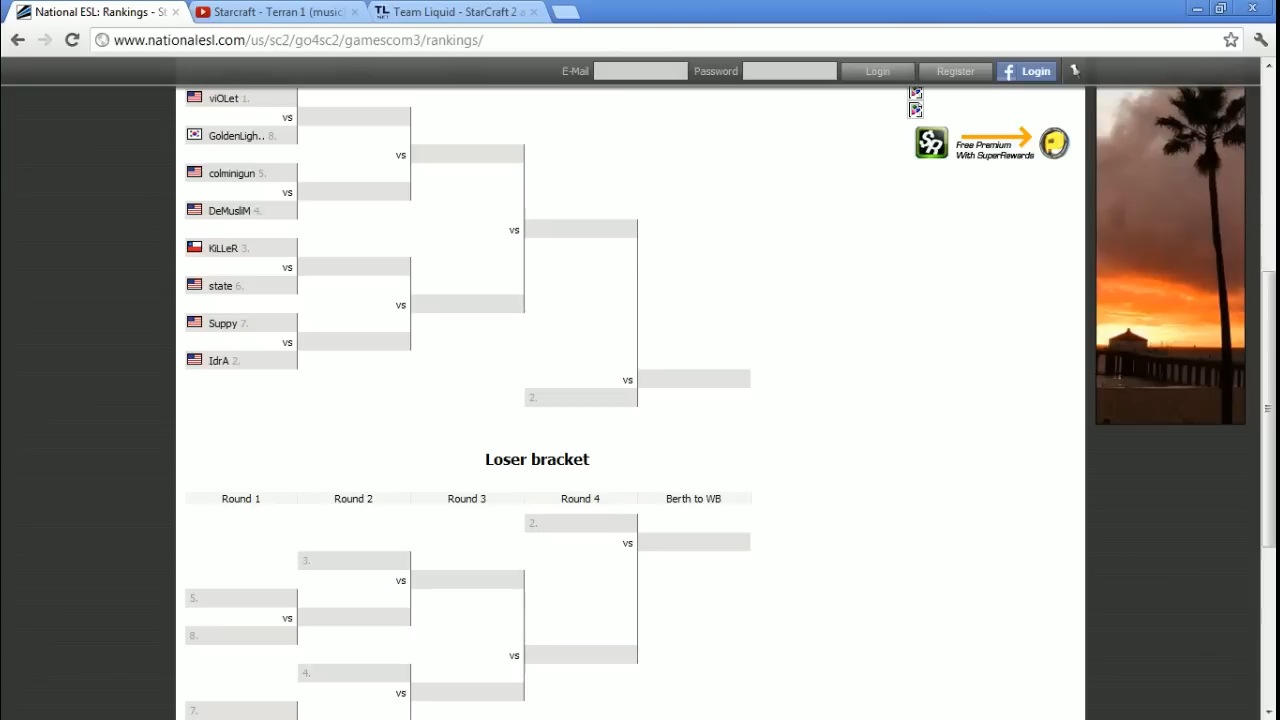 National ESL: Rankings - St
Starcraft - Terran 1 (music
Team Liquid - StarCraft 2 a
www.nationalesl.com/us/sc2/go4sc2/gamescom3/rankings/
E-Mail Password Login Register f Login
viOLet 1.
vs
GoldenLigh.. 8.
vs
colminigun 5.
vs
DeMusliM 4.
vs
KiLLeR 3.
vs
state 6.
vs
Suppy 7.
vs
IdrA 2.
vs
2.
SR
Free Premium
With SuperRewards
Loser bracket
Round 1 Round 2 Round 3 Round 4 Berth to WB
2.
vs
3.
vs
5.
vs
8.
vs
4.
vs
7.